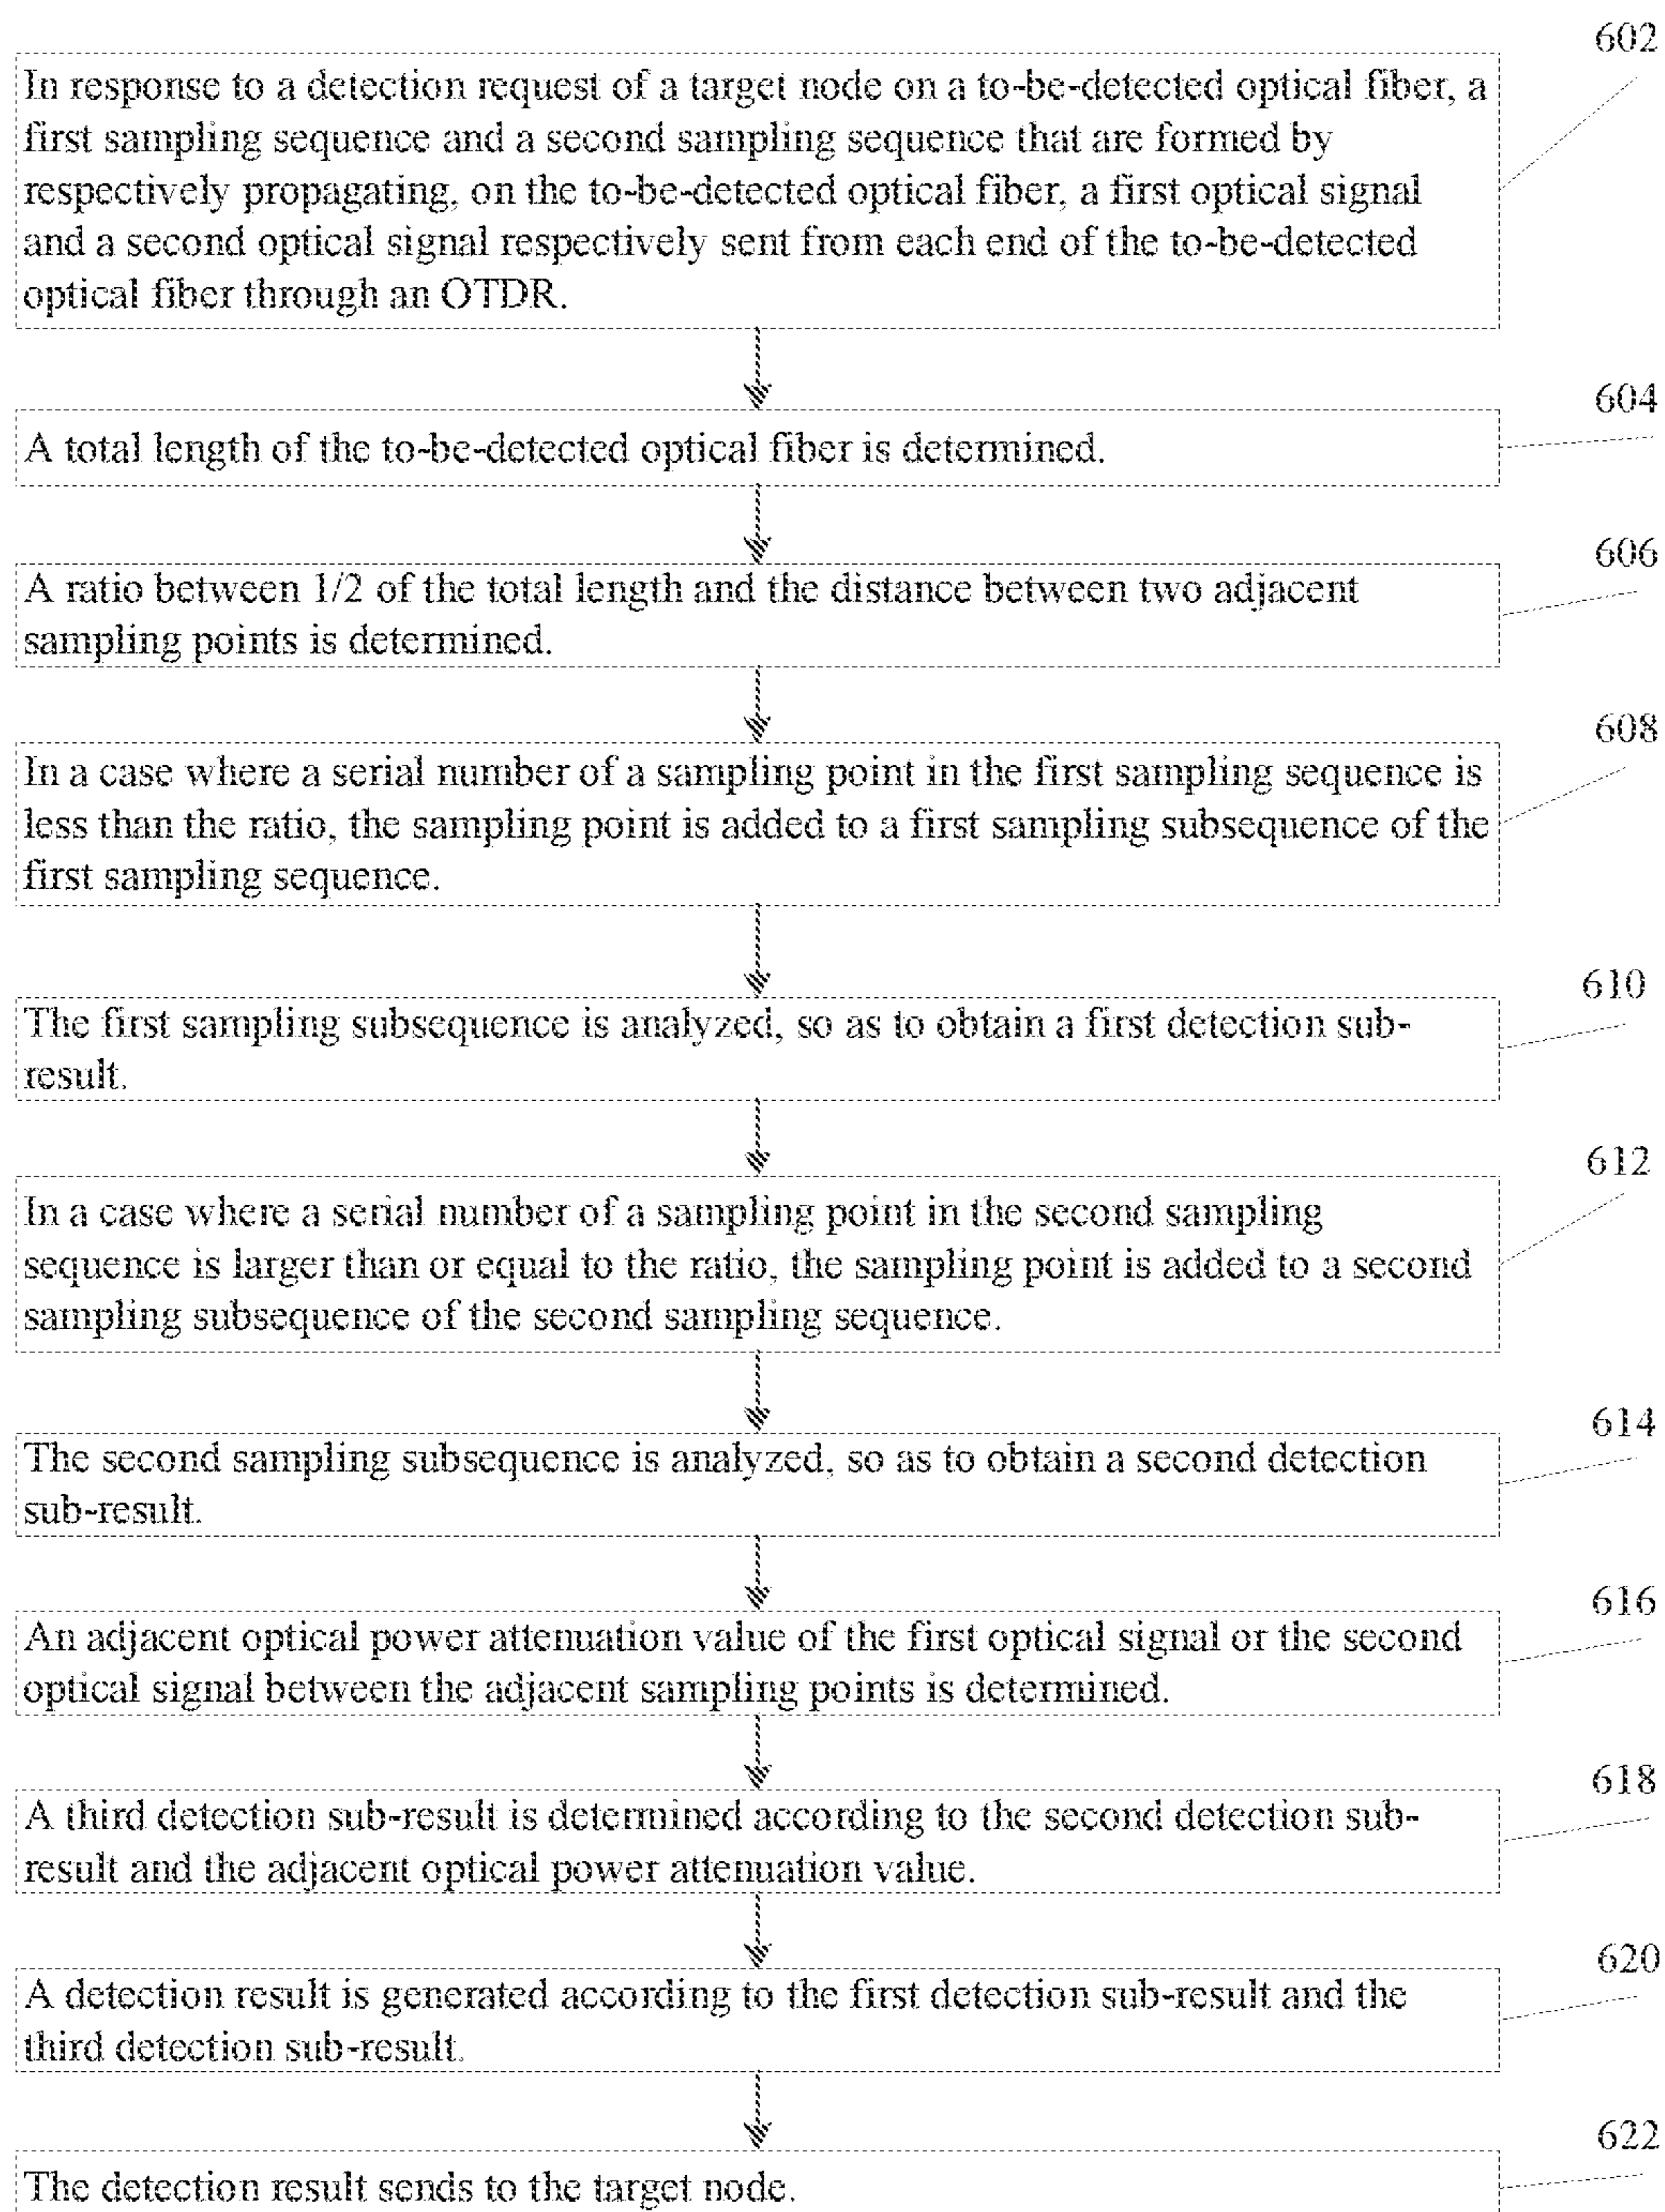 602
In response to a detection request of a target node on a to-be-detected optical fiber, a
first sampling sequence and a second sampling sequence that are formed by
respectively propagating, on the to-be-detected optical fiber, a first optical signal
and a second optical signal respectively sent from each end of the to-be-detected
optical fiber through an OTDR.
604
A total length of the to-be-detected optical fiber is determined.
606
A ratio between 1/2 of the total length and the distance between two adjacent
sampling points is determined.
608
In a case where a serial number of a sampling point in the first sampling sequence is
less than the ratio, the sampling point is added to a first sampling subsequence of the
first sampling sequence.
610
The first sampling subsequence is analyzed, so as to obtain a first detection sub-
result.
612
In a case where a serial number of a sampling point in the second sampling
sequence is larger than or equal to the ratio, the sampling point is added to a second
sampling subsequence of the second sampling sequence.
614
The second sampling subsequence is analyzed, so as to obtain a second detection
sub-result.
616
An adjacent optical power attenuation value of the first optical signal or the second
optical signal between the adjacent sampling points is determined.
618
A third detection sub-result is determined according to the second detection sub-
result and the adjacent optical power attenuation value.
620
A detection result is generated according to the first detection sub-result and the
third detection sub-result.
622
The detection result sends to the target node.